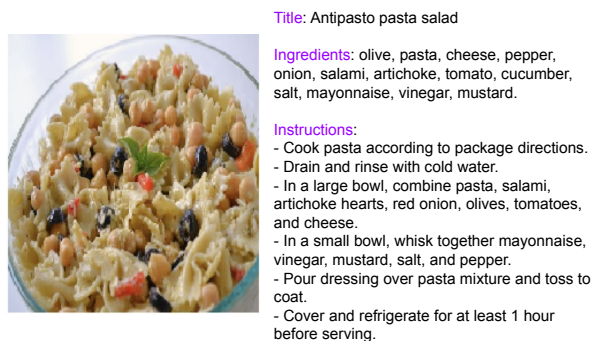 Title: Antipasto pasta salad
Ingredients: olive, pasta, cheese, pepper,
onion, salami, artichoke, tomato, cucumber,
salt, mayonnaise, vinegar, mustard.
Instructions:
- Cook pasta according to package directions.
- Drain and rinse with cold water.
- In a large bowl, combine pasta, salami,
artichoke hearts, red onion, olives, tomatoes,
and cheese.
- In a small bowl, whisk together mayonnaise,
vinegar, mustard, salt, and pepper.
- Pour dressing over pasta mixture and toss to
coat.
- Cover and refrigerate for at least 1 hour
before serving.